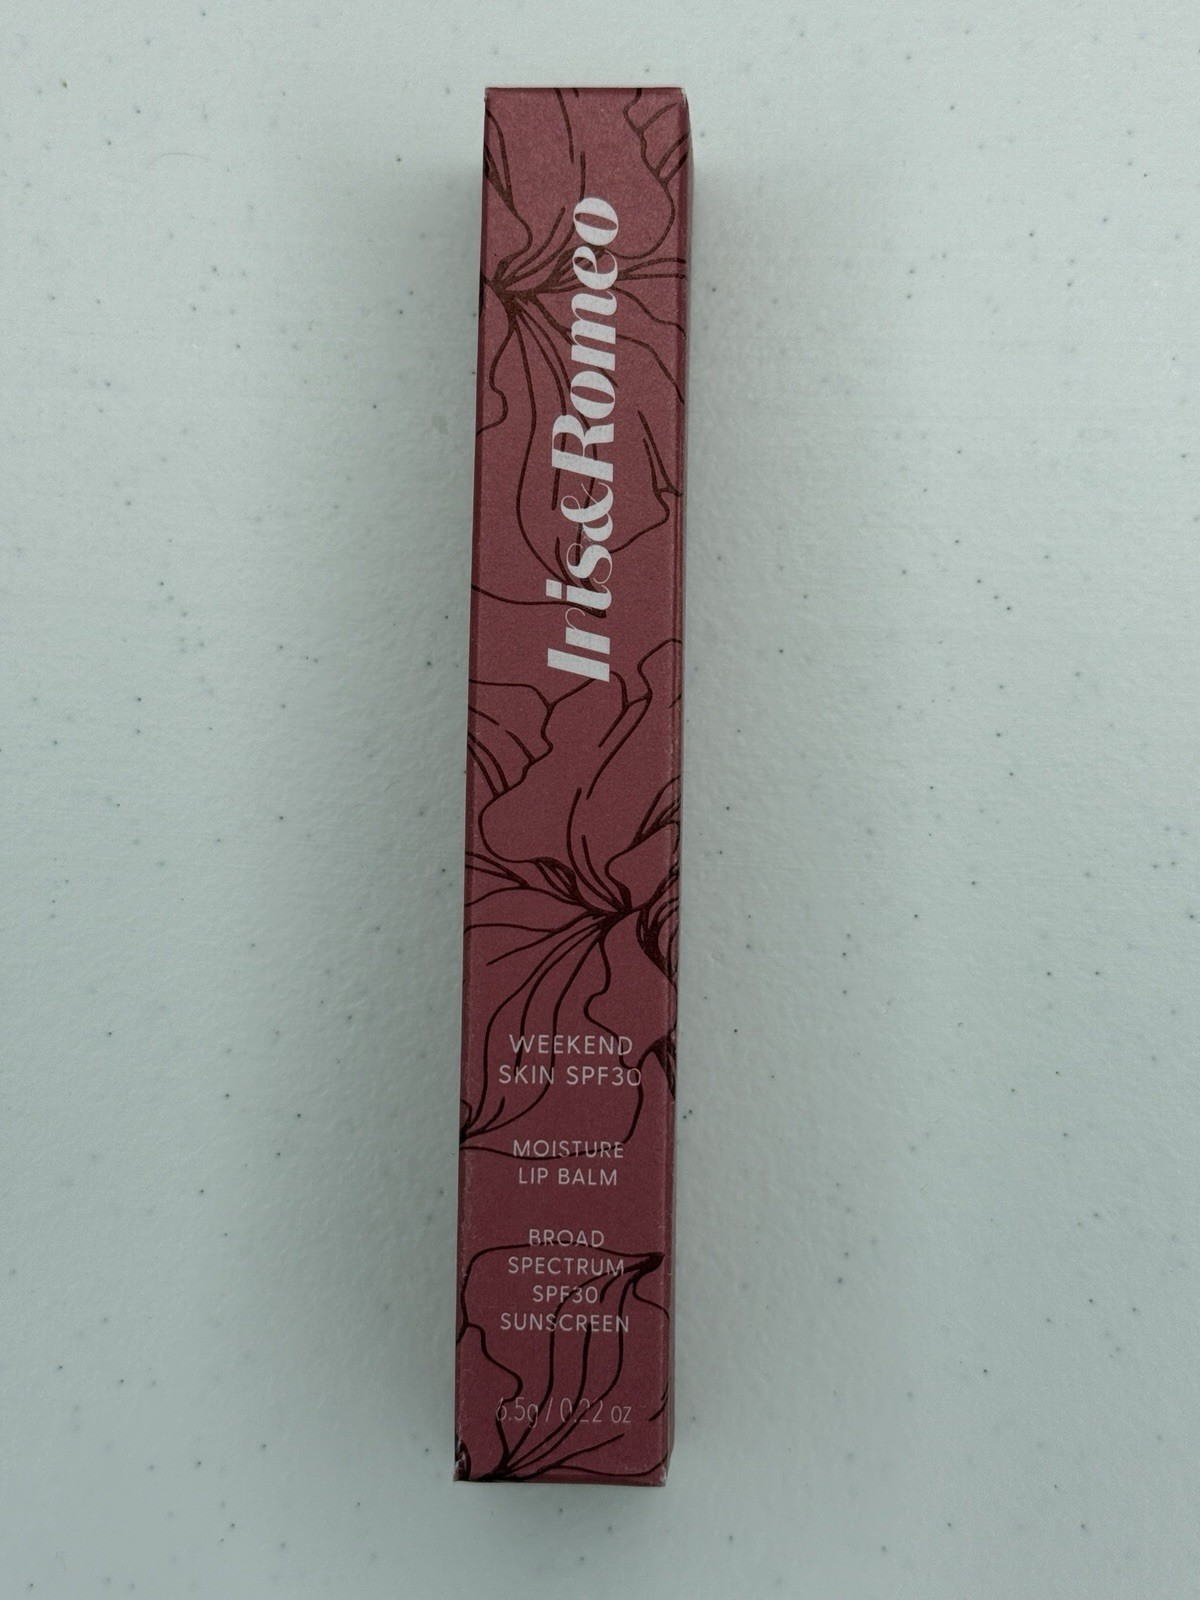 Iris&Romeo
WEEKEND
SKIN SPF30
MOISTURE
LIP BALM
BROAD
SPECTRUM
SPF30
SUNSCREEN
6.5g / 0.22 oz